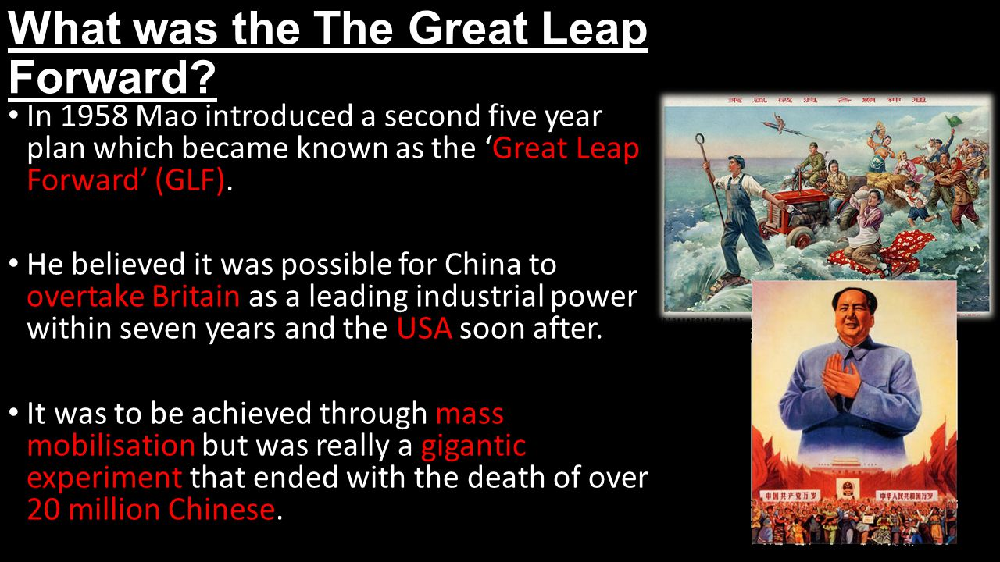 What was the The Great Leap
Forward?
• In 1958 Mao introduced a second five year
plan which became known as the ‘Great Leap
Forward’ (GLF).
• He believed it was possible for China to
overtake Britain as a leading industrial power
within seven years and the USA soon after.
• It was to be achieved through mass
mobilisation but was really a gigantic
experiment that ended with the death of over
20 million Chinese.
乘風破浪 各顯神通
中国共产党万岁
中华人民共和国万岁